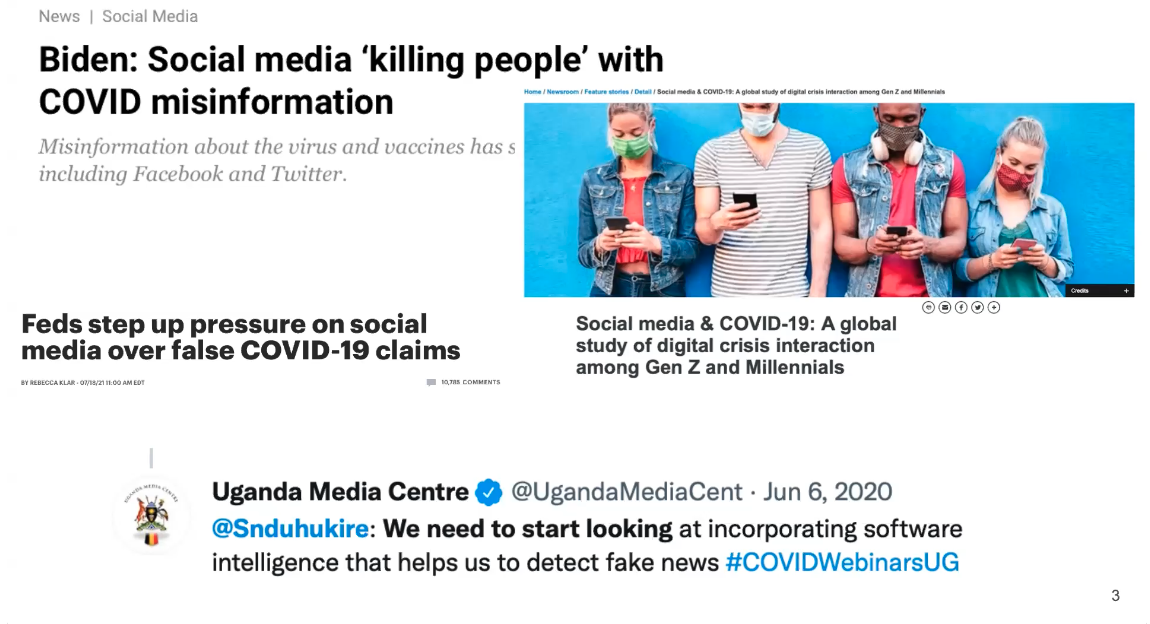 News | Social Media
Biden: Social media ‘killing people’ with
COVID misinformation
Misinformation about the virus and vaccines has
including Facebook and Twitter.
Home / Newsroom / Feature stories / Detail / Social media & COVID-19: A global study of digital crisis interaction among Gen Z and Millennials
Credits +
Feds step up pressure on social
media over false COVID-19 claims
BY REBECCA KLAR - 07/18/21 11:00 AM EDT
10,785 COMMENTS
Social media & COVID-19: A global
study of digital crisis interaction
among Gen Z and Millennials
UGANDA MEDIA CENTRE
Uganda Media Centre @UgandaMediaCent · Jun 6, 2020
@Snduhukire: We need to start looking at incorporating software
intelligence that helps us to detect fake news #COVIDWebinarsUG
3